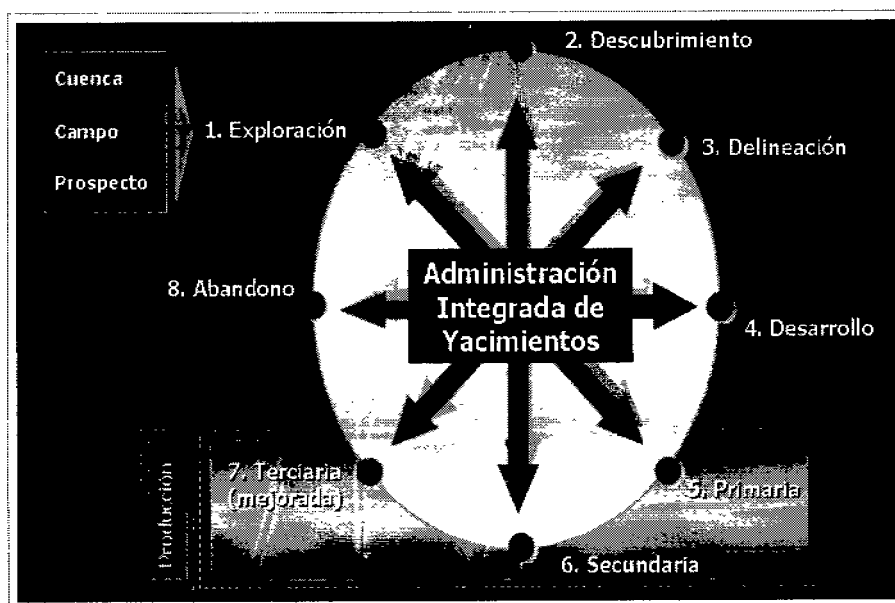 Cuenca
Campo
Prospecto
1. Exploración
2. Descubrimiento
3. Delineación
4. Desarrollo
5. Primaria
6. Secundaria
7. Terciaria
(mejorada)
8. Abandono
Administración
Integrada de
Yacimientos
Producción